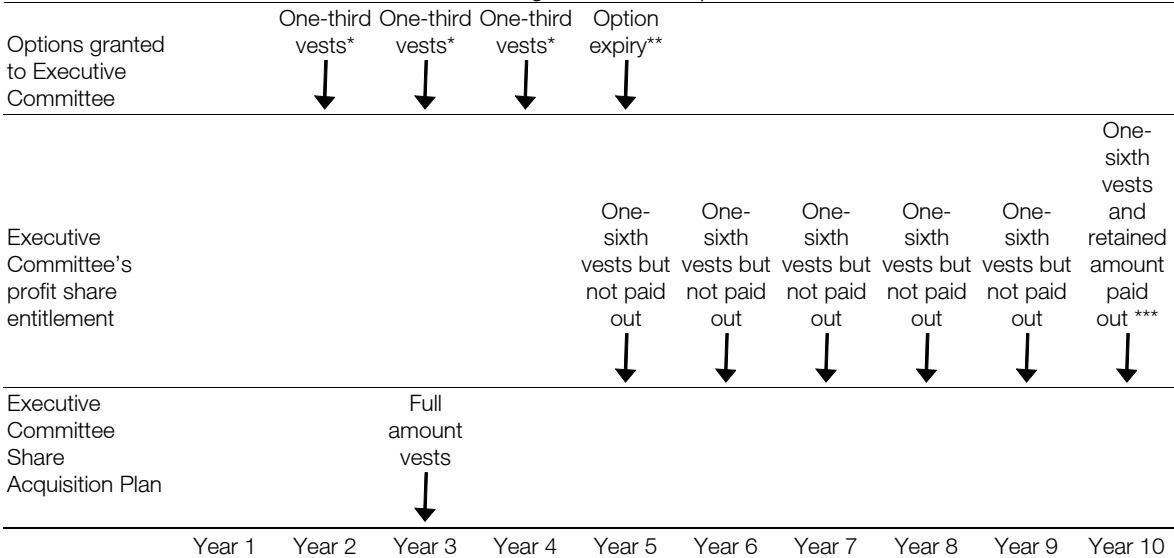 Options granted
to Executive
Committee
One-third One-third One-third Option
vests* vests* vests* expiry**
Executive
Committee’s
profit share
entitlement
One-
sixth
vests but
not paid
out
One-
sixth
vests but
not paid
out
One-
sixth
vests but
not paid
out
One-
sixth
vests but
not paid
out
One-
sixth
vests but
not paid
out
One-
sixth
vests
and
retained
amount
paid
out ***
Executive
Committee
Share
Acquisition Plan
Full
amount
vests
Year 1 Year 2 Year 3 Year 4 Year 5 Year 6 Year 7 Year 8 Year 9 Year 10